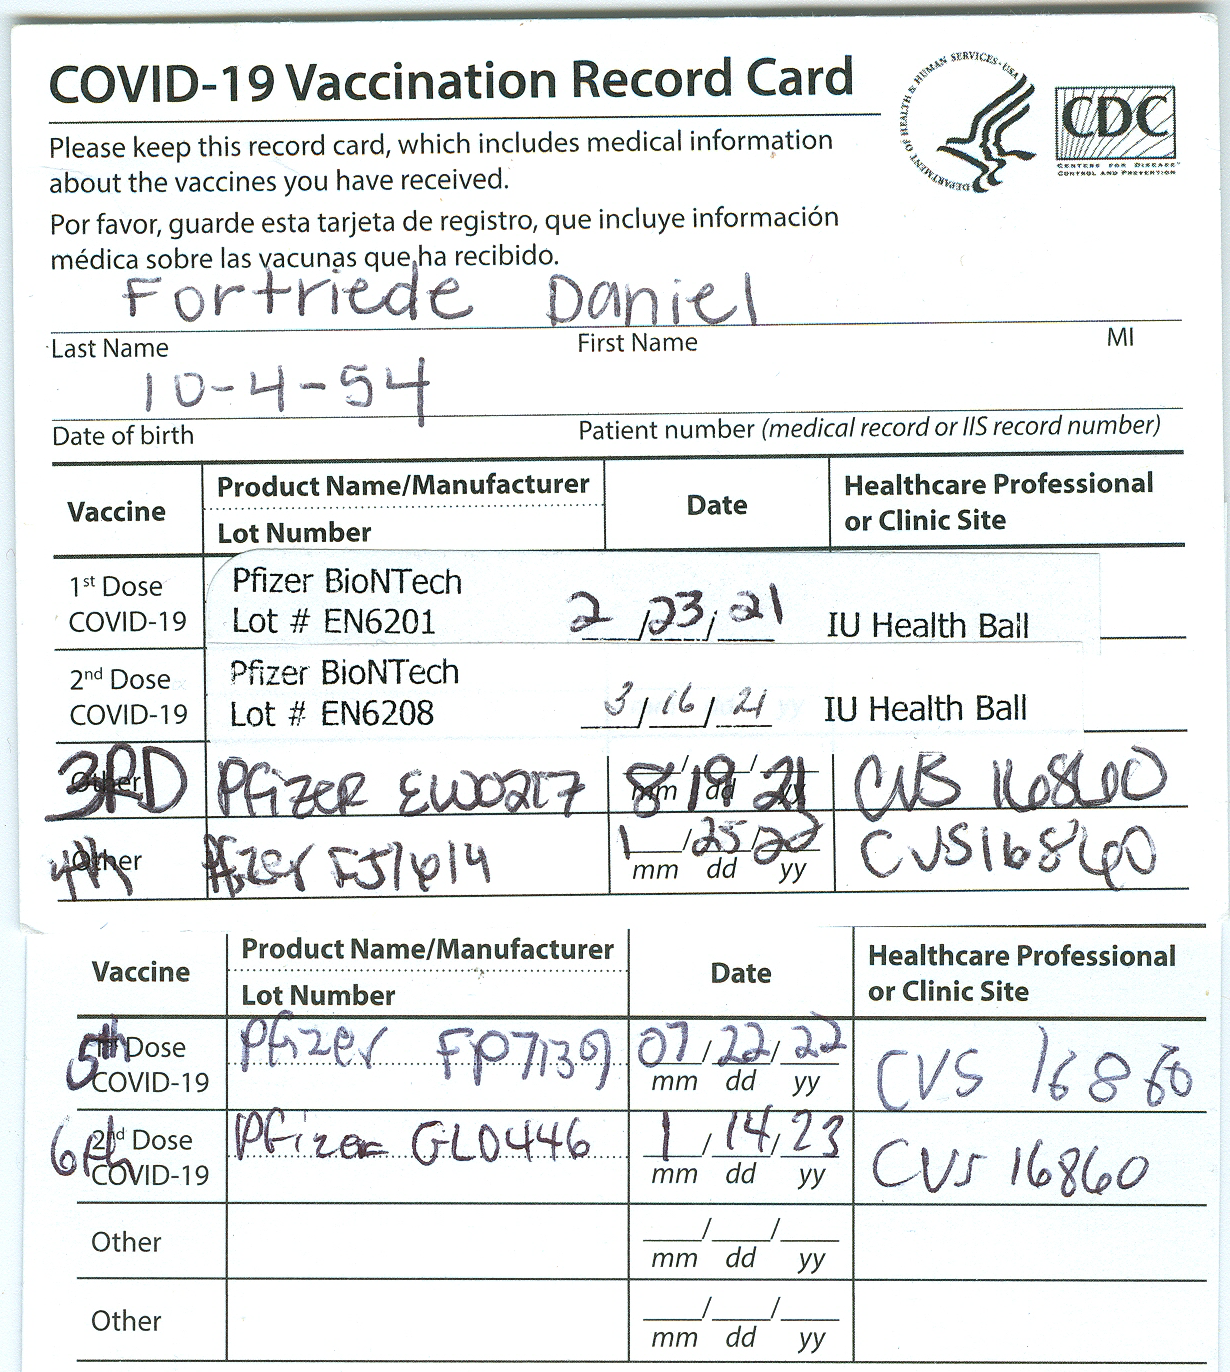 COVID-19 Vaccination Record Card
DEPARTMENT OF HEALTH & HUMAN SERVICES·USA
CDC
CENTERS FOR DISEASE™
CONTROL AND PREVENTION
Please keep this record card, which includes medical information
about the vaccines you have received.
Por favor, guarde esta tarjeta de registro, que incluye información
médica sobre las vacunas que ha recibido.
Fortriede Daniel
Last Name First Name MI
10-4-54
Date of birth Patient number (medical record or IIS record number)
Vaccine Product Name/Manufacturer Date Healthcare Professional
Lot Number or Clinic Site
1st Dose Pfizer BioNTech
COVID-19 Lot # EN6201 2/23/21 IU Health Ball
2nd Dose Pfizer BioNTech
COVID-19 Lot # EN6208 3/16/21 IU Health Ball
3RD Other Pfizer EW0217 8/19/21 CVS 16860
mm dd yy
4th Other Pfizer FJ1614 1/25/22 CVS 16860
mm dd yy
Vaccine Product Name/Manufacturer Date Healthcare Professional
Lot Number or Clinic Site
5th Dose Pfizer FP7139 07/22/22 CVS 16860
COVID-19 mm dd yy
6th 2nd Dose Pfizer GL0446 1/14/23 CVS 16860
COVID-19 mm dd yy
Other __/__/__
mm dd yy
Other __/__/__
mm dd yy